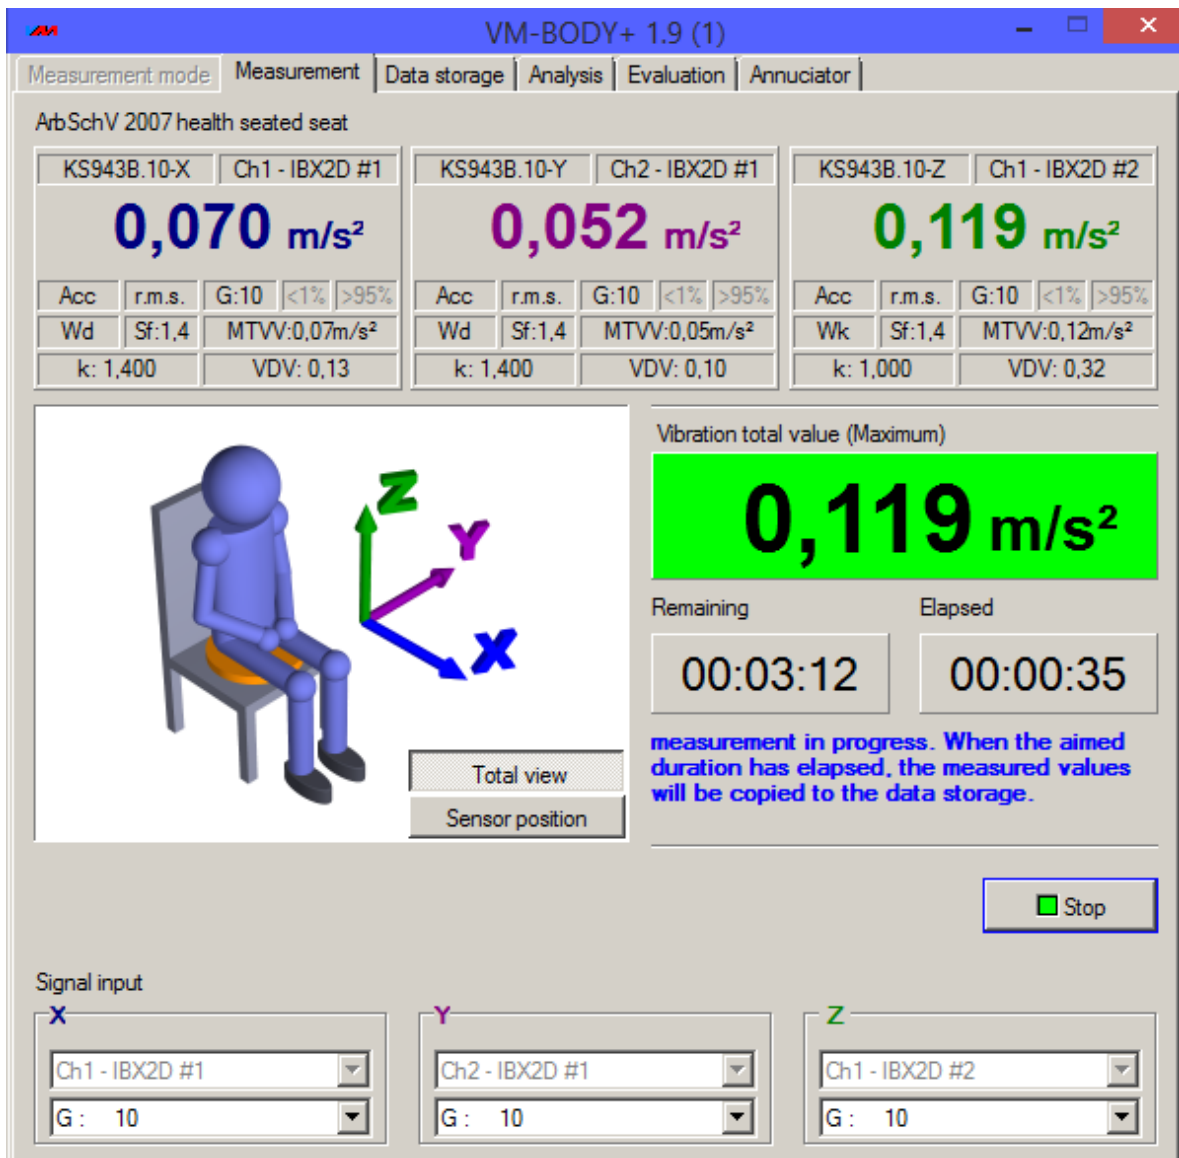 VM-BODY+ 1.9 (1)
Measurement mode Measurement Data storage Analysis Evaluation Annuciator
ArbSchV 2007 health seated seat
KS943B.10-X Ch1 - IBX2D #1 KS943B.10-Y Ch2 - IBX2D #1 KS943B.10-Z Ch1 - IBX2D #2
0,070 m/s² 0,052 m/s² 0,119 m/s²
Acc r.m.s. G:10 <1% >95% Acc r.m.s. G:10 <1% >95% Acc r.m.s. G:10 <1% >95%
Wd Sf:1,4 MTVV:0,07m/s² Wd Sf:1,4 MTVV:0,05m/s² Wk Sf:1,4 MTVV:0,12m/s²
k: 1,400 VDV: 0,13 k: 1,400 VDV: 0,10 k: 1,000 VDV: 0,32
Vibration total value (Maximum)
0,119 m/s²
Z
Y
X
Remaining Elapsed
00:03:12 00:00:35
measurement in progress. When the aimed
duration has elapsed, the measured values
will be copied to the data storage.
Total view
Sensor position
Stop
Signal input
X Y Z
Ch1 - IBX2D #1 Ch2 - IBX2D #1 Ch1 - IBX2D #2
G : 10 G : 10 G : 10